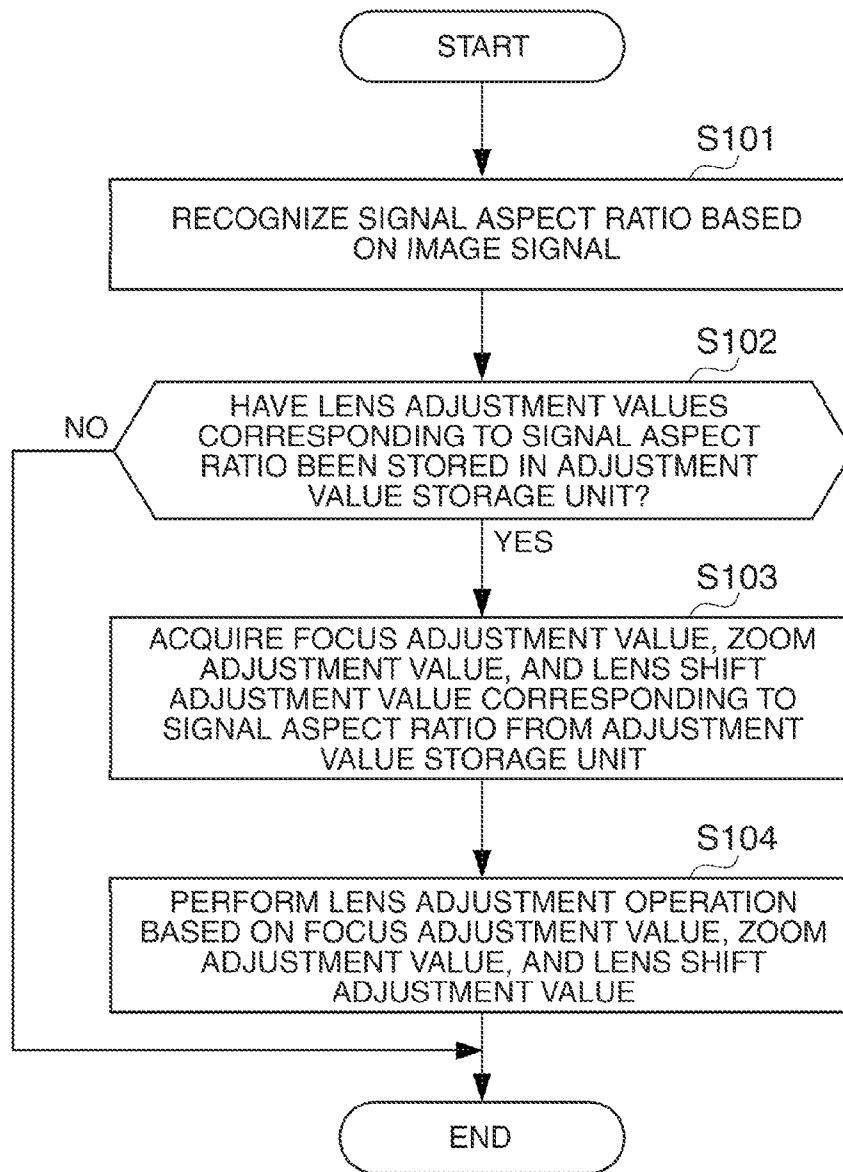 START
S101
RECOGNIZE SIGNAL ASPECT RATIO BASED
ON IMAGE SIGNAL
S102
HAVE LENS ADJUSTMENT VALUES
CORRESPONDING TO SIGNAL ASPECT
RATIO BEEN STORED IN ADJUSTMENT
VALUE STORAGE UNIT?
NO
YES
S103
ACQUIRE FOCUS ADJUSTMENT VALUE, ZOOM
ADJUSTMENT VALUE, AND LENS SHIFT
ADJUSTMENT VALUE CORRESPONDING TO
SIGNAL ASPECT RATIO FROM ADJUSTMENT
VALUE STORAGE UNIT
S104
PERFORM LENS ADJUSTMENT OPERATION
BASED ON FOCUS ADJUSTMENT VALUE, ZOOM
ADJUSTMENT VALUE, AND LENS SHIFT
ADJUSTMENT VALUE
END